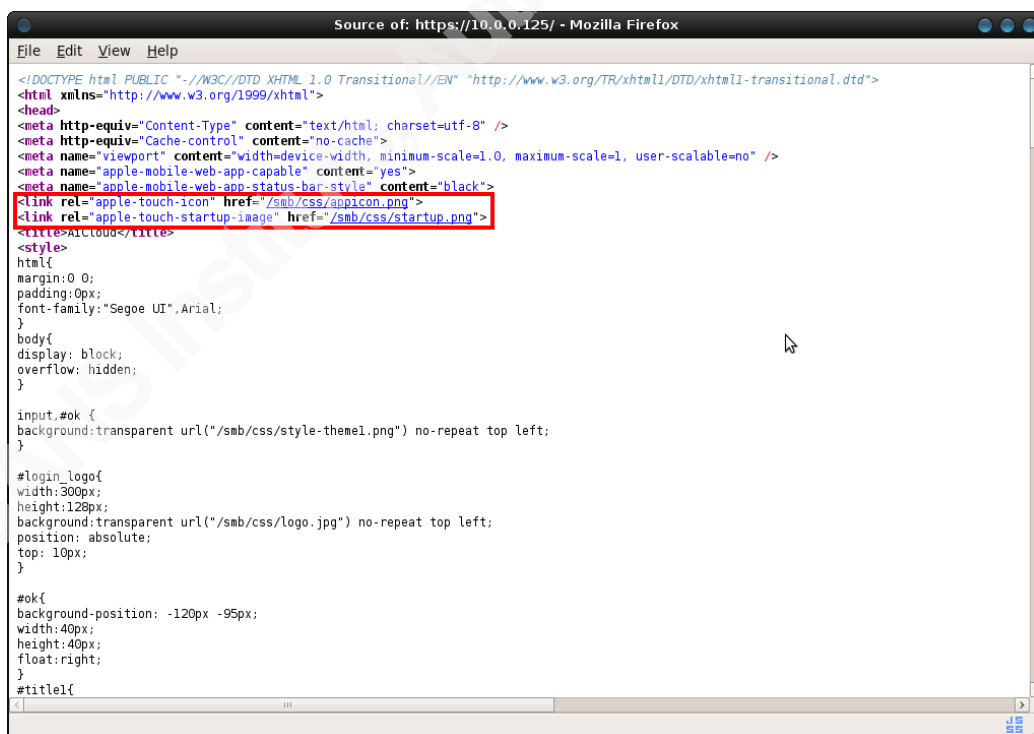 Source of: https://10.0.0.125/ - Mozilla Firefox
File Edit View Help
<!DOCTYPE html PUBLIC "-//W3C//DTD XHTML 1.0 Transitional//EN" "http://www.w3.org/TR/xhtml1/DTD/xhtml1-transitional.dtd">
<html xmlns="http://www.w3.org/1999/xhtml">
<head>
<meta http-equiv="Content-Type" content="text/html; charset=utf-8" />
<meta http-equiv="Cache-control" content="no-cache">
<meta name="viewport" content="width=device-width, minimum-scale=1.0, maximum-scale=1, user-scalable=no" />
<meta name="apple-mobile-web-app-capable" content="yes">
<meta name="apple-mobile-web-app-status-bar-style" content="black">
<link rel="apple-touch-icon" href="/smb/css/appicon.png">
<link rel="apple-touch-startup-image" href="/smb/css/startup.png">
<title>AiCloud</title>
<style>
html{
margin:0 0;
padding:0px;
font-family:"Segoe UI",Arial;
}
body{
display: block;
overflow: hidden;
}
input,#ok {
background:transparent url("/smb/css/style-theme1.png") no-repeat top left;
}
#login_logo{
width:300px;
height:128px;
background:transparent url("/smb/css/logo.jpg") no-repeat top left;
position: absolute;
top: 10px;
}
#ok{
background-position: -120px -95px;
width:40px;
height:40px;
float:right;
}
#title1{